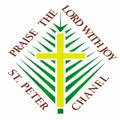 PRAISE THE LORD WITH JOY
ST. PETER CHANEL